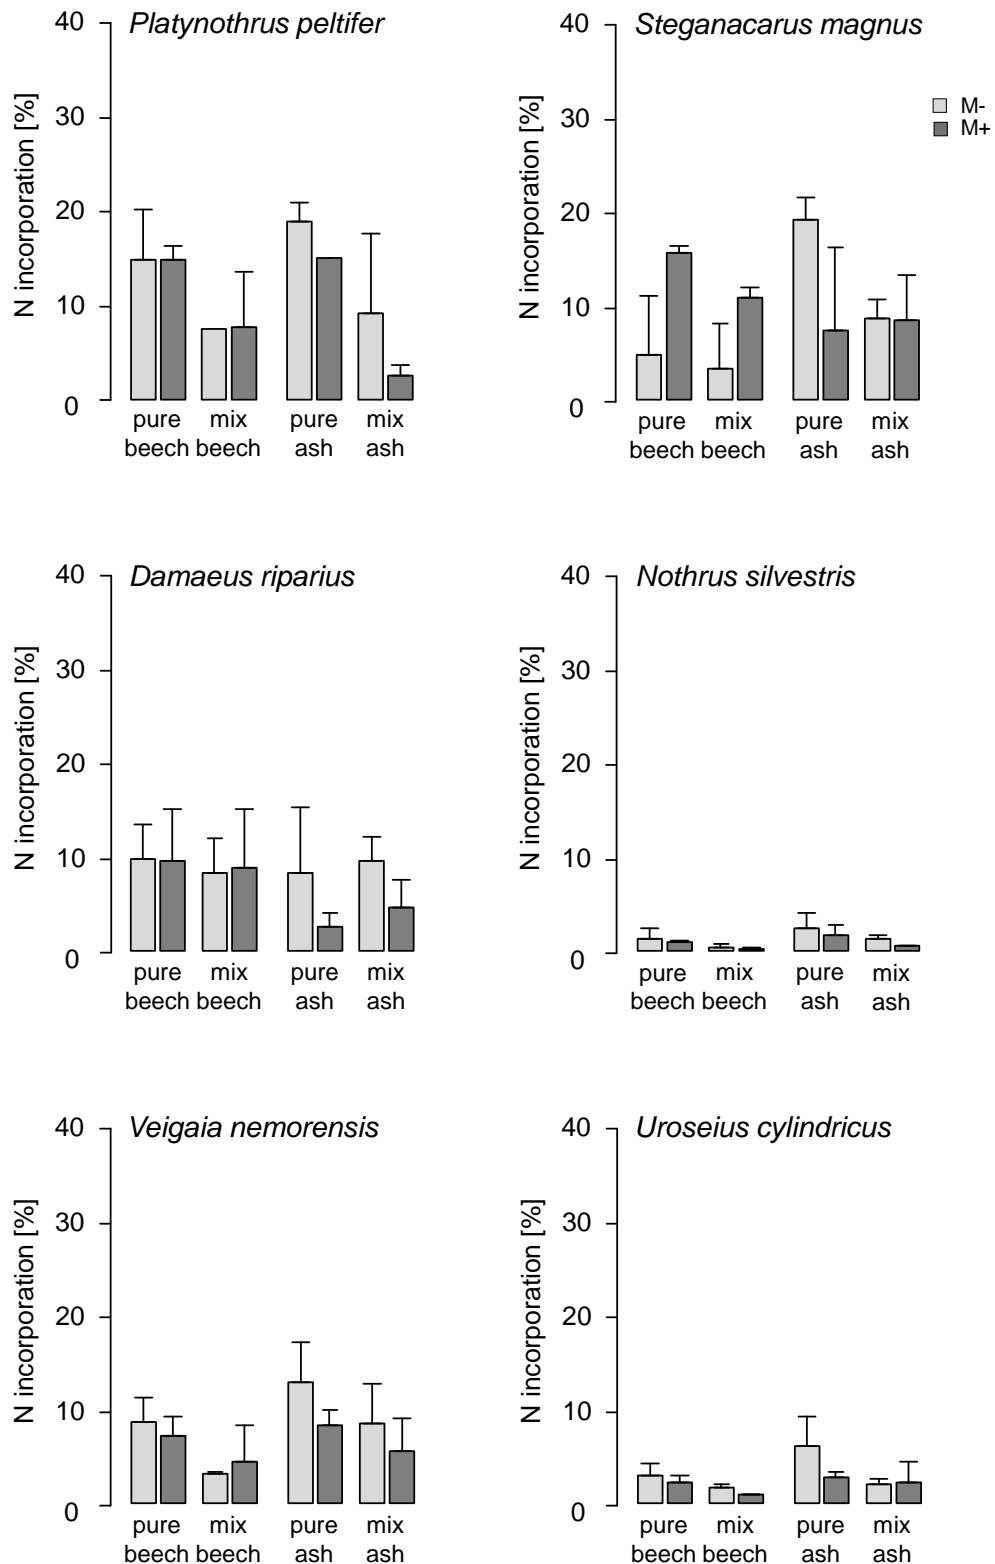 Platynothrus peltifer
40
30
20
10
0
N incorporation [%]
pure mix pure mix
beech beech ash ash
Steganacarus magnus
M-
M+
40
30
20
10
0
N incorporation [%]
pure mix pure mix
beech beech ash ash
Damaeus riparius
40
30
20
10
0
N incorporation [%]
pure mix pure mix
beech beech ash ash
Nothrus silvestris
40
30
20
10
0
N incorporation [%]
pure mix pure mix
beech beech ash ash
Veigaia nemorensis
40
30
20
10
0
N incorporation [%]
pure mix pure mix
beech beech ash ash
Uroseius cylindricus
40
30
20
10
0
N incorporation [%]
pure mix pure mix
beech beech ash ash